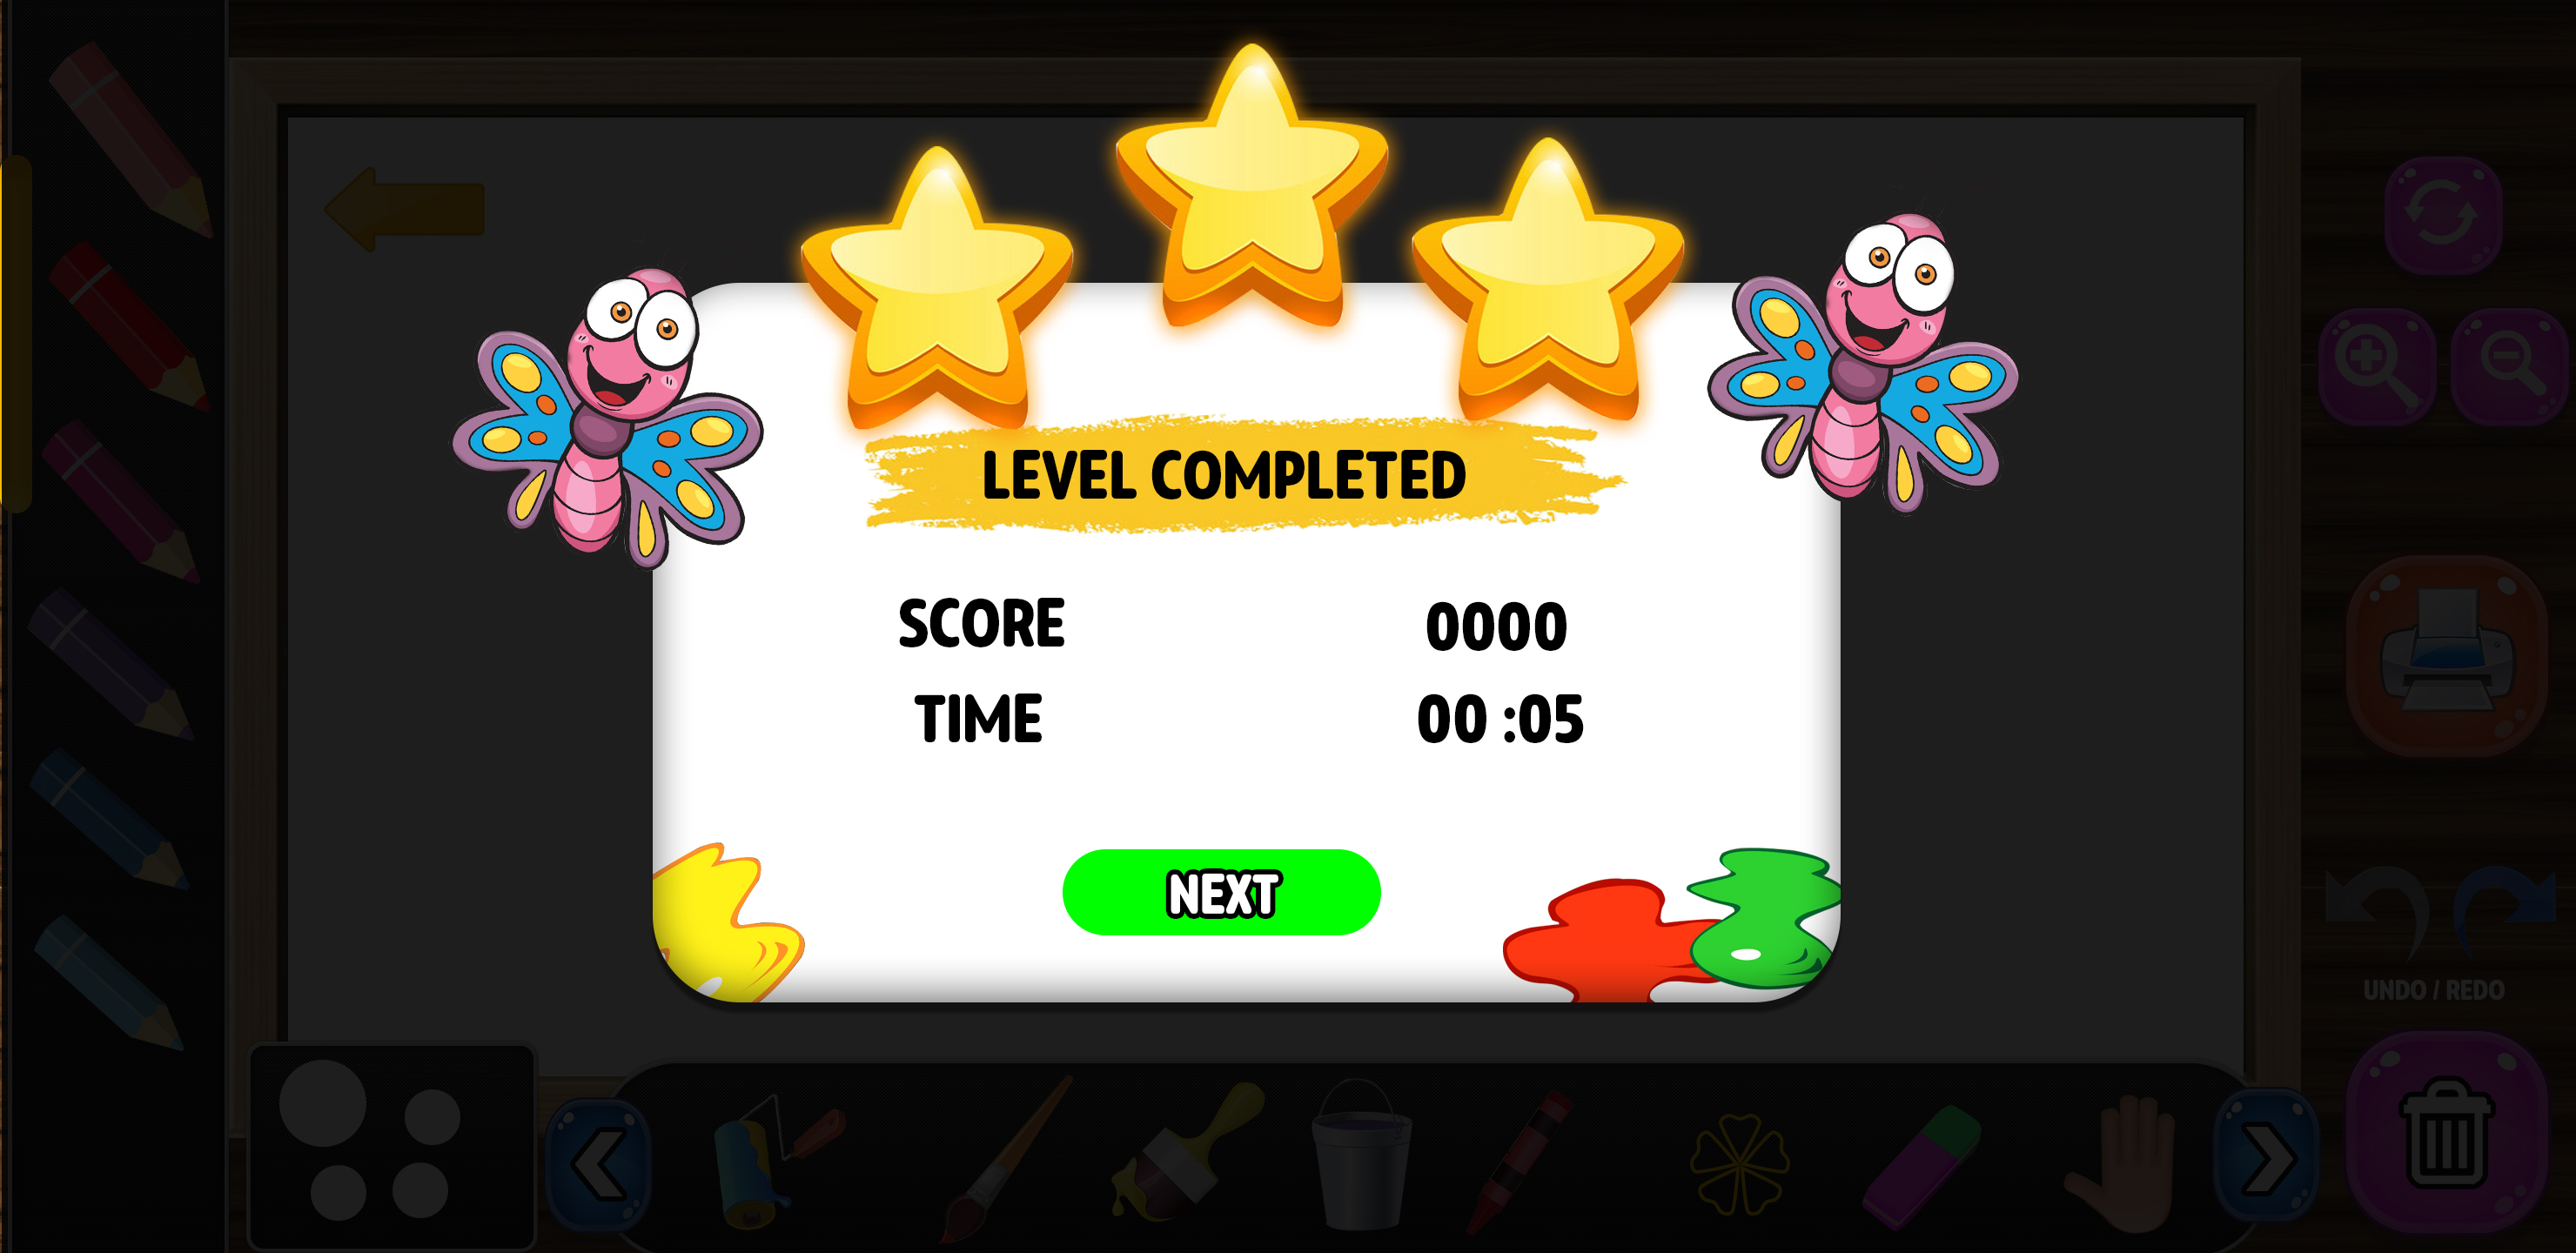 LEVEL COMPLETED
SCORE 0000
TIME 00 :05
NEXT
UNDO / REDO